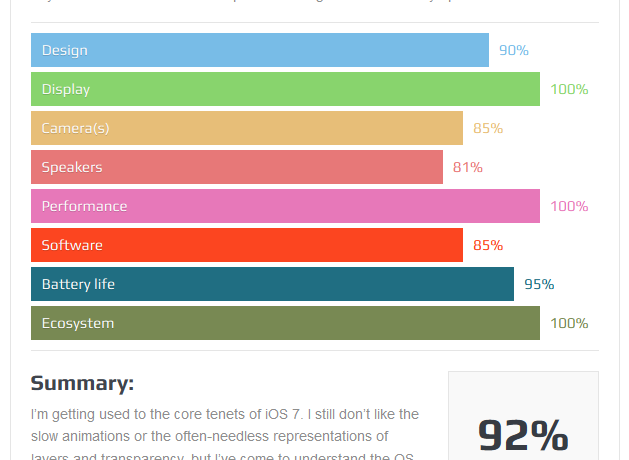 Design 90%
Display 100%
Camera(s) 85%
Speakers 81%
Performance 100%
Software 85%
Battery life 95%
Ecosystem 100%
Summary:
I'm getting used to the core tenets of iOS 7. I still don't like the
slow animations or the often-needless representations of
layers and transparency, but I've come to understand the OS
92%